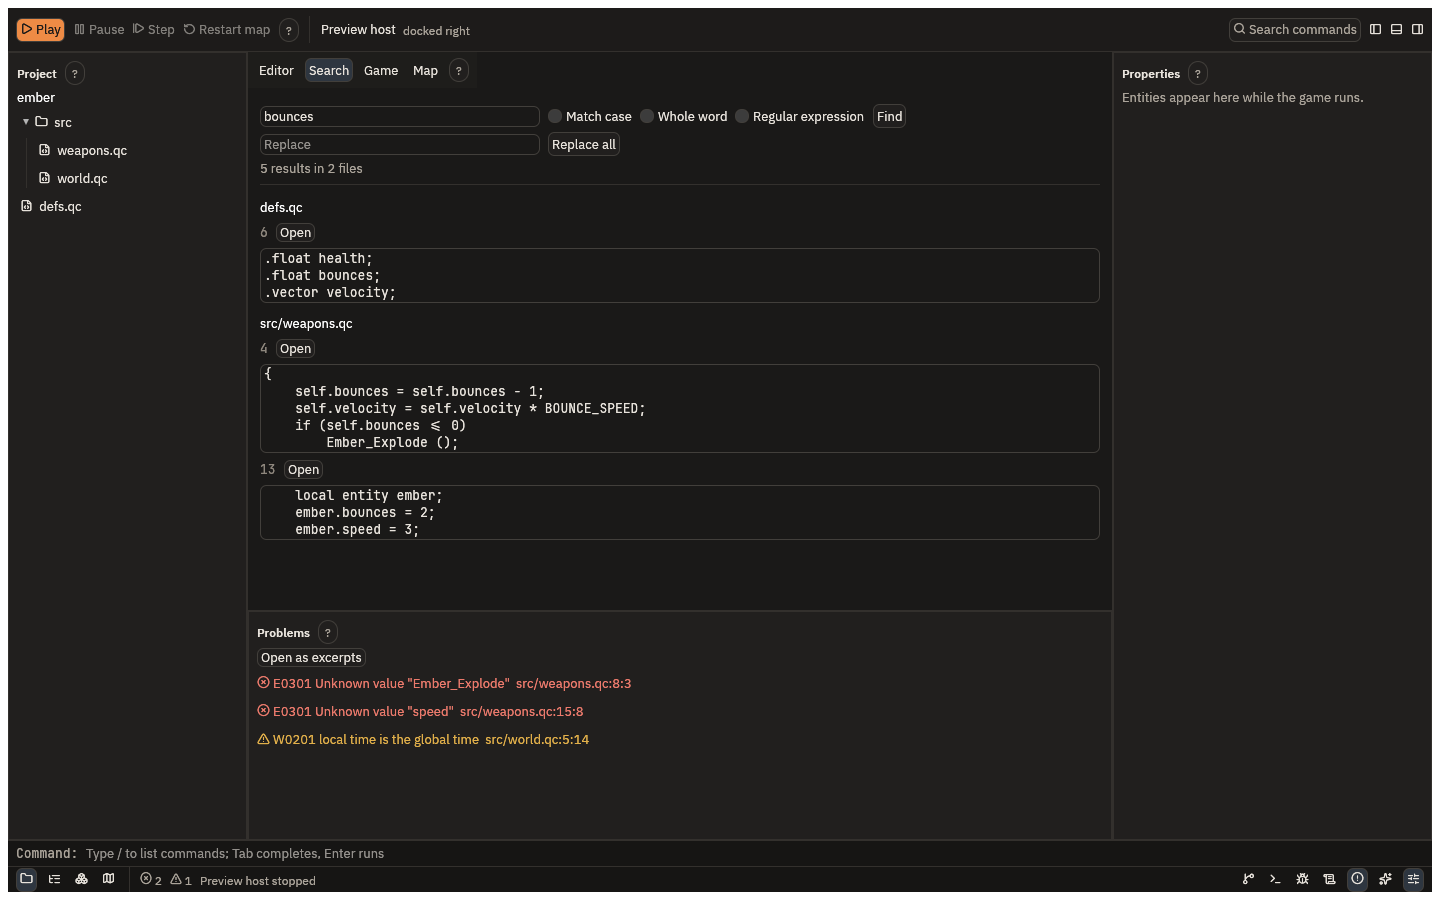 Play Pause Step Restart map ? Preview host docked right Search commands
Project ?
ember
src
weapons.qc
world.qc
defs.qc
Editor Search Game Map ?
bounces Match case Whole word Regular expression Find
Replace Replace all
5 results in 2 files
defs.qc
6 Open
.float health;
.float bounces;
.vector velocity;
src/weapons.qc
4 Open
{
self.bounces = self.bounces - 1;
self.velocity = self.velocity * BOUNCE_SPEED;
if (self.bounces <= 0)
Ember_Explode ();
13 Open
local entity ember;
ember.bounces = 2;
ember.speed = 3;
Properties ?
Entities appear here while the game runs.
Problems ?
Open as excerpts
E0301 Unknown value "Ember_Explode" src/weapons.qc:8:3
E0301 Unknown value "speed" src/weapons.qc:15:8
W0201 local time is the global time src/world.qc:5:14
Command: Type / to list commands; Tab completes, Enter runs
2 1 Preview host stopped